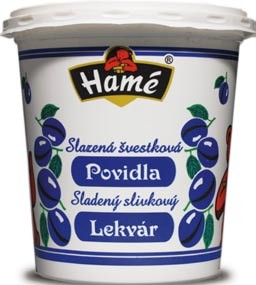 Hamé ®
Slazená švestková
Povidla
Sladený slivkový
Lekvár